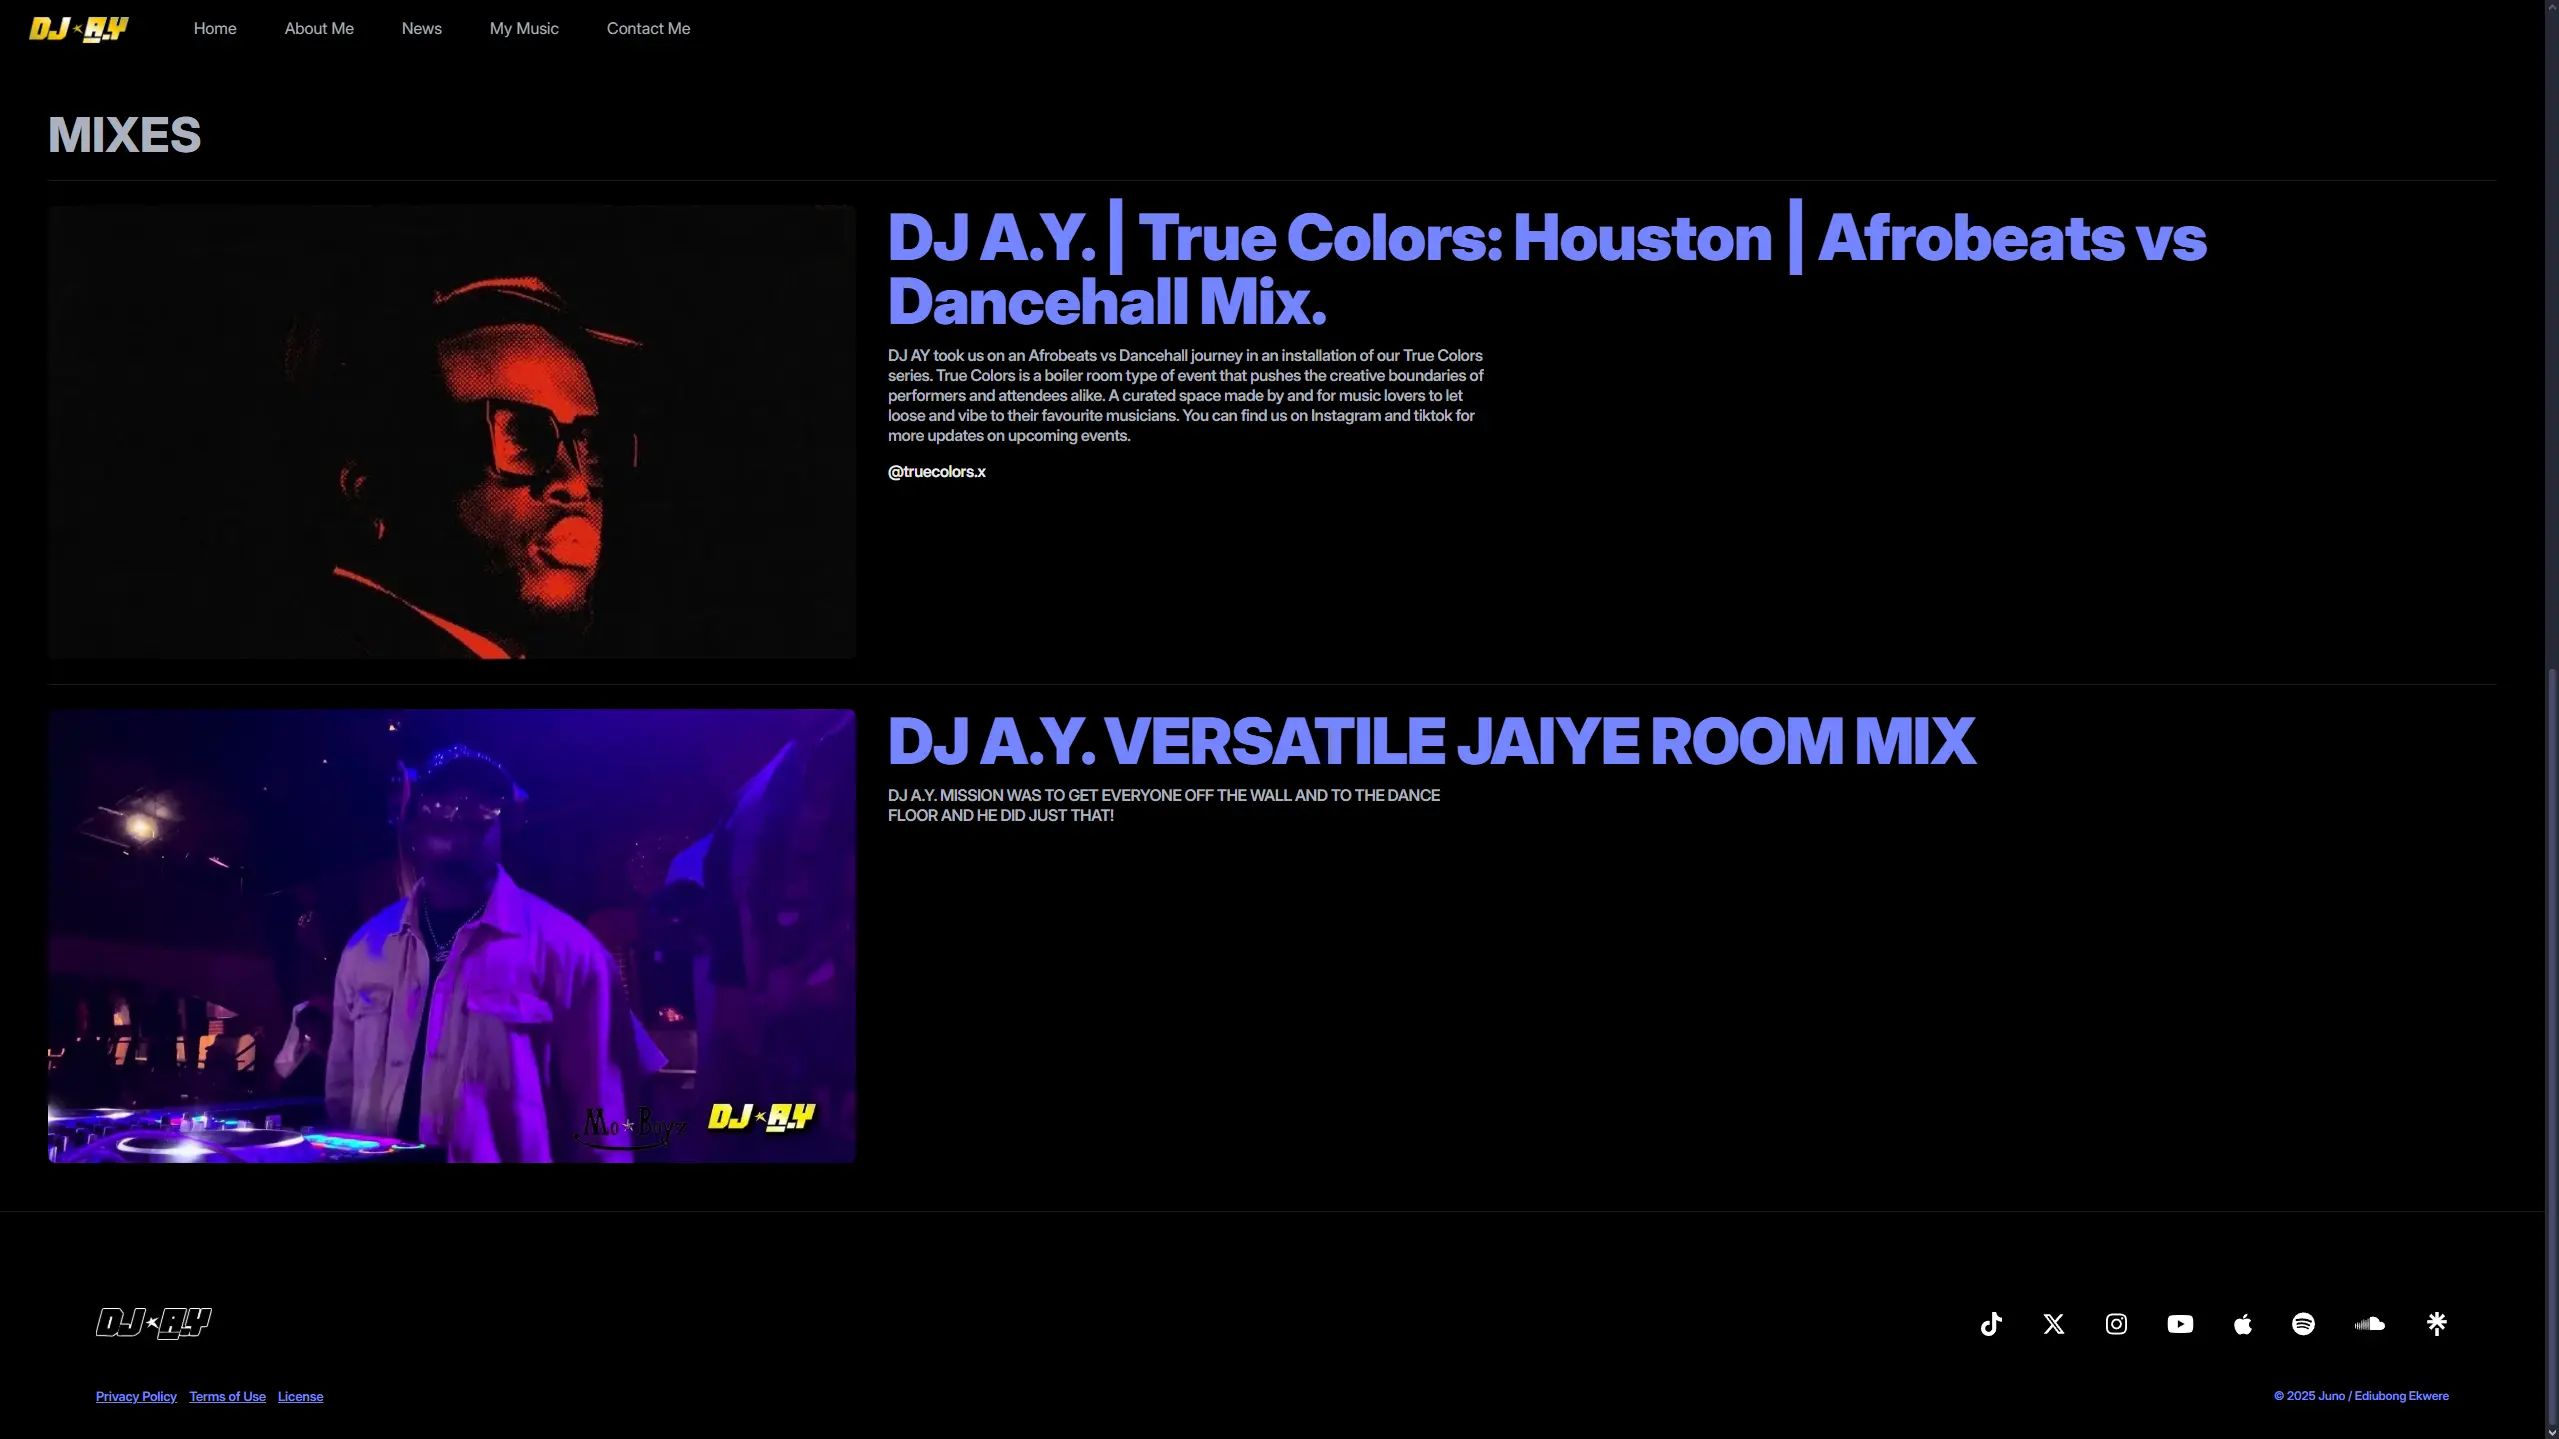 DJ A.Y
Home
About Me
News
My Music
Contact Me
MIXES
DJ A.Y. | True Colors: Houston | Afrobeats vs
Dancehall Mix.
DJ AY took us on an Afrobeats vs Dancehall journey in an installation of our True Colors
series. True Colors is a boiler room type of event that pushes the creative boundaries of
performers and attendees alike. A curated space made by and for music lovers to let
loose and vibe to their favourite musicians. You can find us on Instagram and tiktok for
more updates on upcoming events.
@truecolors.x
DJ A.Y. VERSATILE JAIYE ROOM MIX
DJ A.Y. MISSION WAS TO GET EVERYONE OFF THE WALL AND TO THE DANCE
FLOOR AND HE DID JUST THAT!
Mo Boyz
DJ A.Y
DJ A.Y
Privacy Policy
Terms of Use
License
© 2025 Juno / Ediubong Ekwere